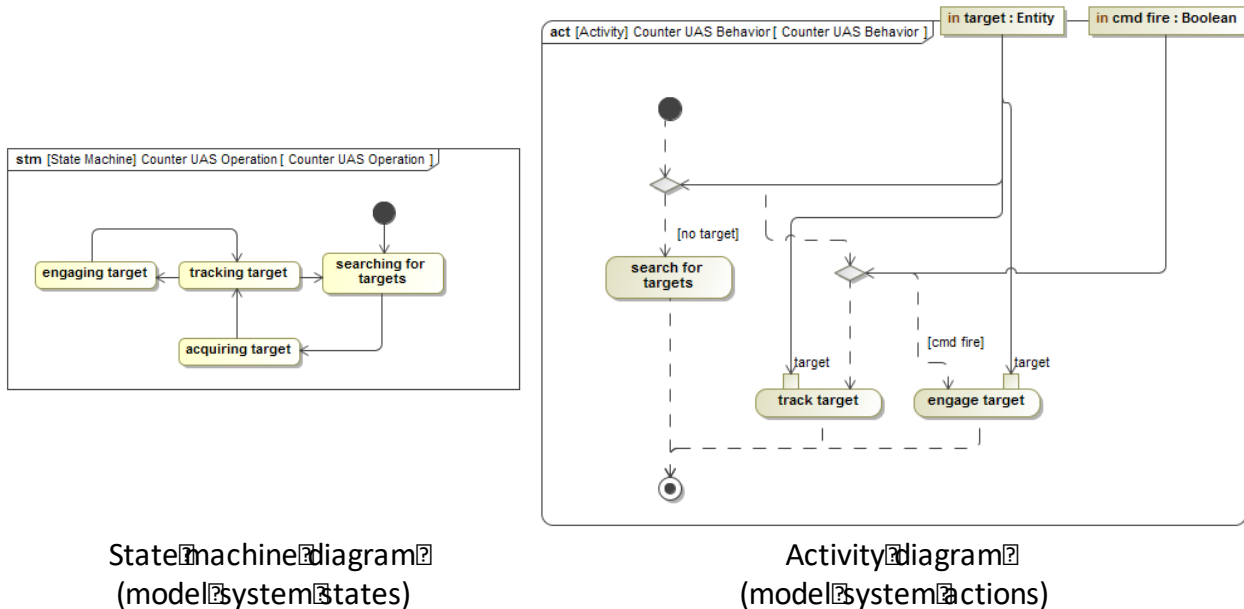 stm [State Machine] Counter UAS Operation [ Counter UAS Operation ]
engaging target
tracking target
searching for
targets
acquiring target
act [Activity] Counter UAS Behavior [ Counter UAS Behavior ]
in target : Entity
in cmd fire : Boolean
[no target]
search for
targets
[cmd fire]
target
target
track target
engage target
State⍰machine⍰diagram⍰
(model⍰system⍰states)
Activity⍰diagram⍰
(model⍰system⍰actions)